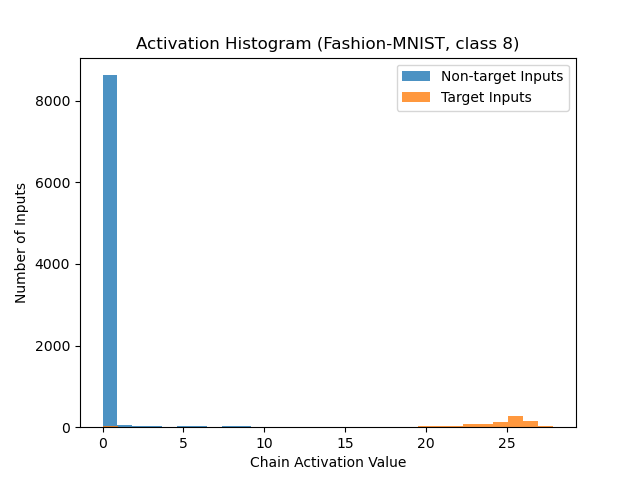 Activation Histogram (Fashion-MNIST, class 8)
Non-target Inputs
Target Inputs
Number of Inputs
8000
6000
4000
2000
0
0 5 10 15 20 25
Chain Activation Value